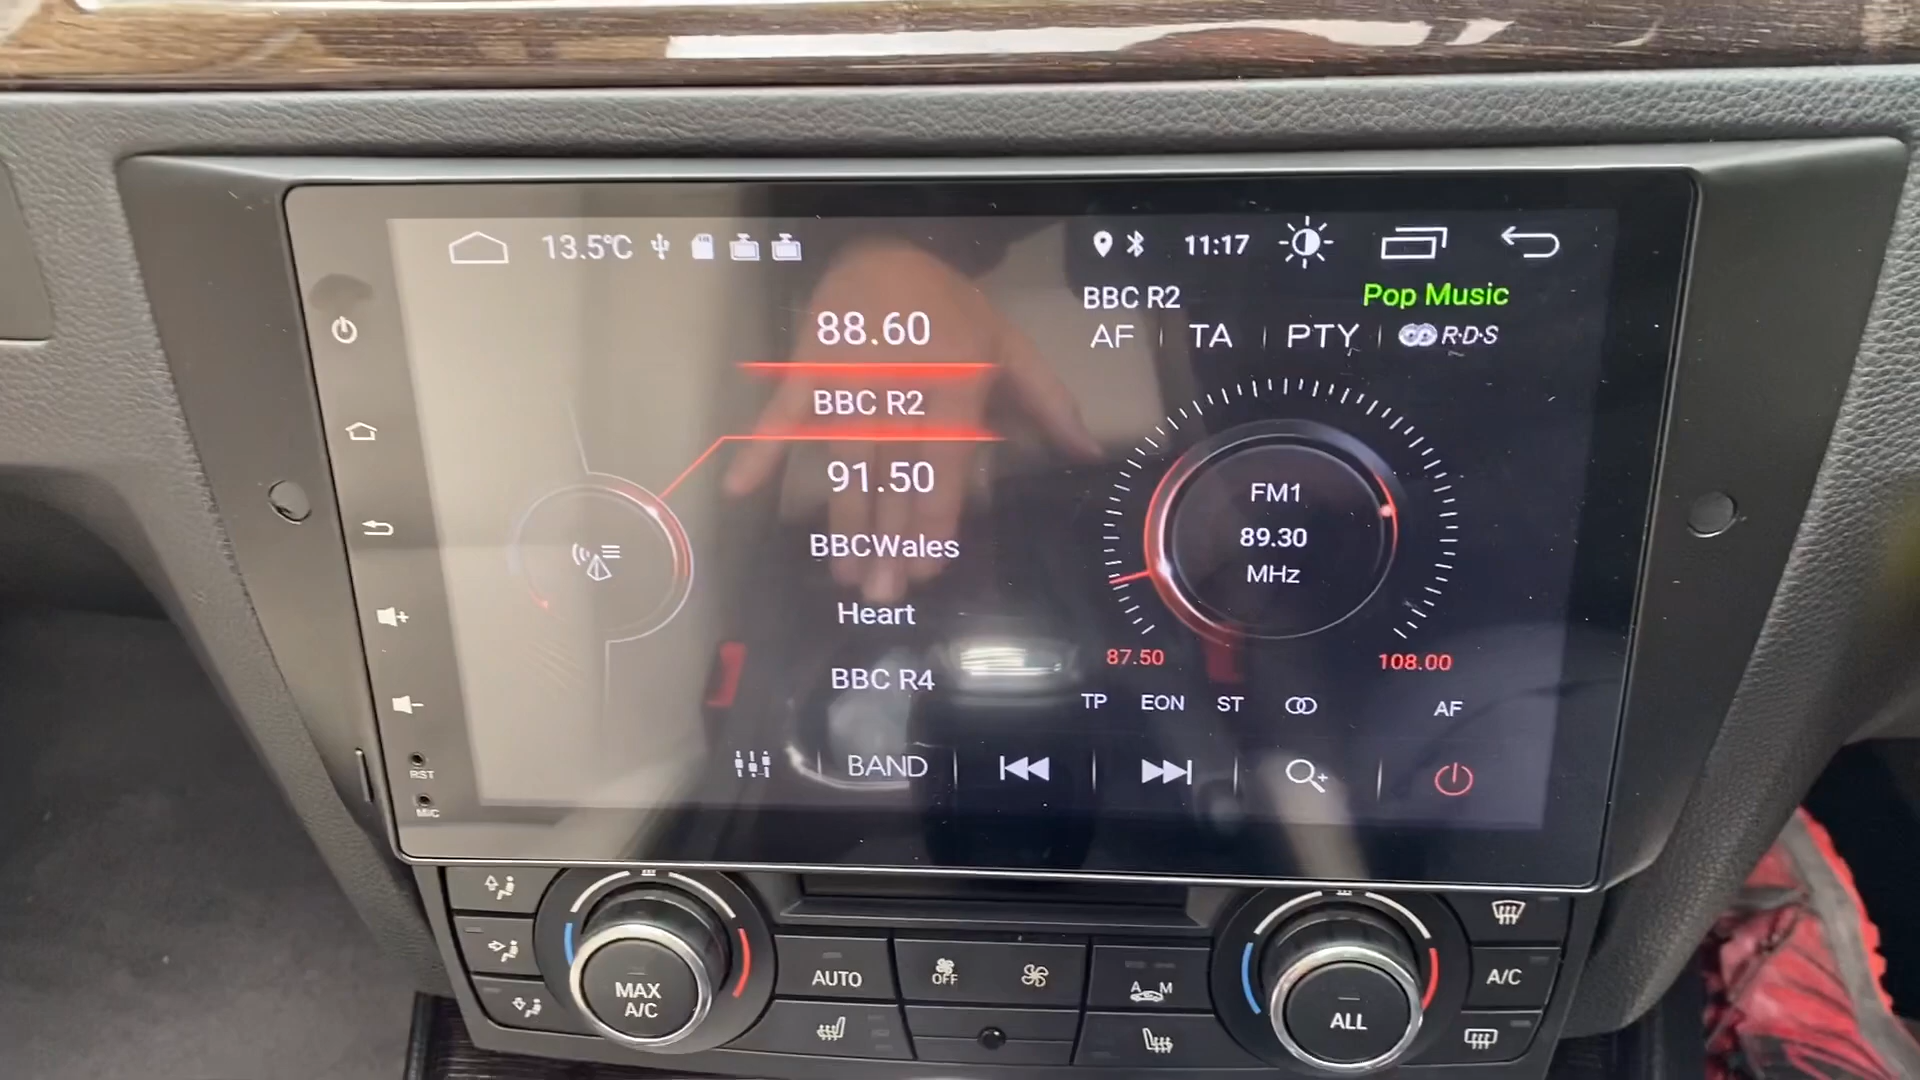 13.5°C
11:17
BBC R2
Pop Music
AF
TA
PTY
R·D·S
88.60
BBC R2
91.50
BBCWales
Heart
BBC R4
FM1
89.30
MHz
87.50
108.00
TP
EON
ST
AF
BAND
RST
MIC
MAX
A/C
AUTO
OFF
A
M
ALL
A/C